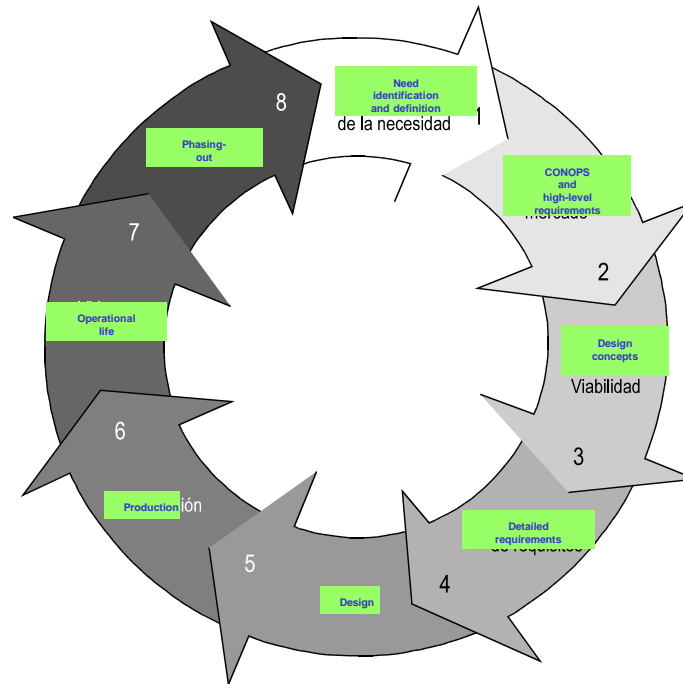 Need
identification
and definition
de la necesidad
1
CONOPS
and
high-level
requirements
mercado
2
Design
concepts
Viabilidad
3
Detailed
requirements
de requisitos
4
Design
5
Production
6
Operational
life
7
Phasing-
out
8